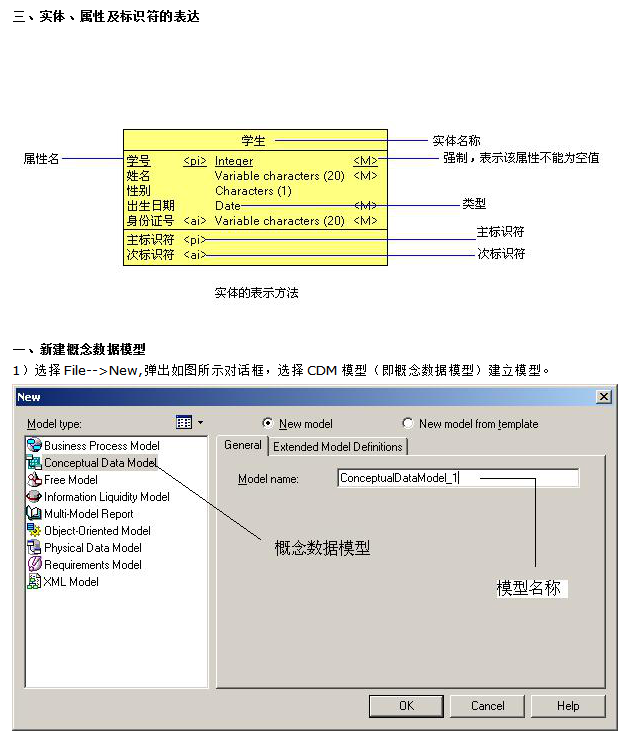 三、实体、属性及标识符的表达
学生
实体名称
属性名
学号 <pi> Integer <M>
强制，表示该属性不能为空值
姓名 Variable characters (20) <M>
性别 Characters (1)
出生日期 Date <M>
类型
身份证号 <ai> Variable characters (20) <M>
主标识符 <pi>
主标识符
次标识符 <ai>
次标识符
实体的表示方法
一、新建概念数据模型
1）选择 File-->New,弹出如图所示对话框，选择 CDM 模型（即概念数据模型）建立模型。
New
Model type:
New model
New model from template
General
Extended Model Definitions
Business Process Model
Conceptual Data Model
Free Model
Information Liquidity Model
Multi-Model Report
Object-Oriented Model
Physical Data Model
Requirements Model
XML Model
Model name:
ConceptualDataModel_1
概念数据模型
模型名称
OK
Cancel
Help